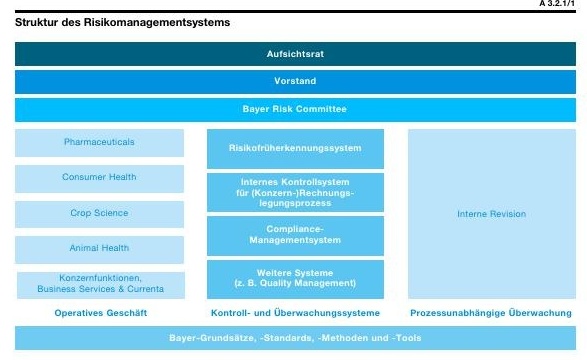 A 3.2.1/1
Struktur des Risikomanagementsystems
Aufsichtsrat
Vorstand
Bayer Risk Committee
Pharmaceuticals
Consumer Health
Crop Science
Animal Health
Konzernfunktionen,
Business Services & Currenta
Operatives Geschäft
Risikofrüherkennungssystem
Internes Kontrollsystem
für (Konzern-)Rechnungs-
legungsprozess
Compliance-
Managementsystem
Weitere Systeme
(z. B. Quality Management)
Kontroll- und Überwachungssysteme
Interne Revision
Prozessunabhängige Überwachung
Bayer-Grundsätze, -Standards, -Methoden und -Tools